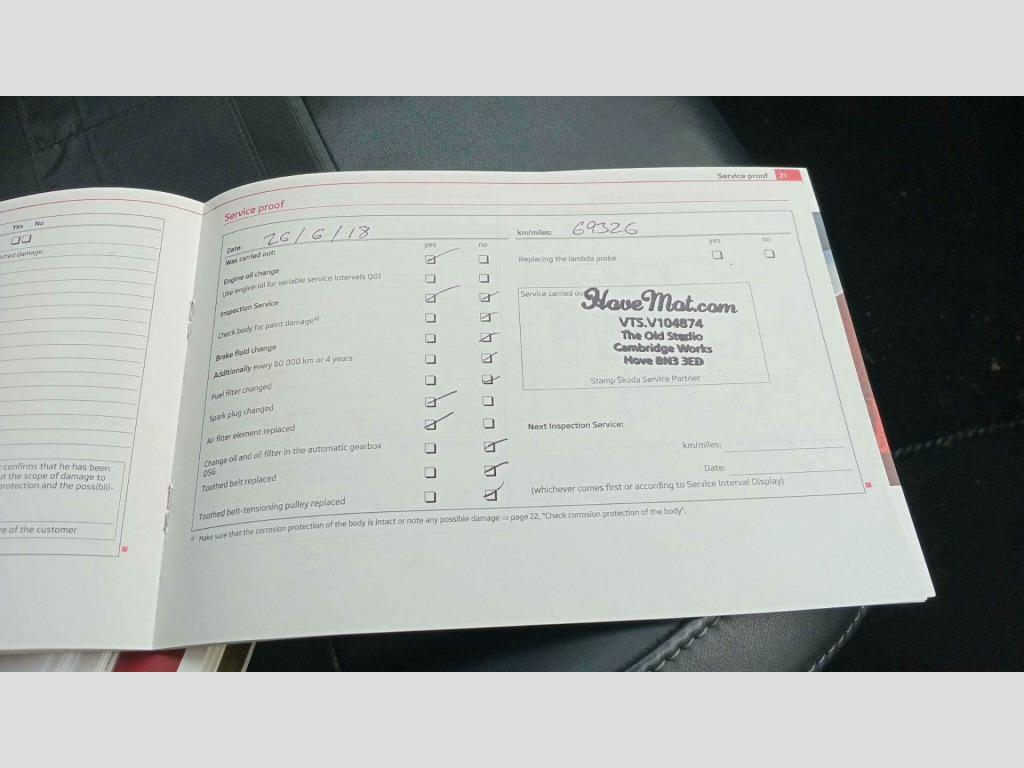 Yes No
shed damage
confirms that he has been
ut the scope of damage to
protection and the possibili-
re of the customer
Service proof 21
Service proof
Date: 26/6/18
km/miles: 69326
Was carried out: yes no
yes no
Engine oil change
Use engine oil for variable service intervals QG1
Inspection Service
Check body for paint damage a)
Brake fluid change
Additionally every 60 000 km or 4 years
Fuel filter changed
Spark plug changed
Air filter element replaced
Change oil and oil filter in the automatic gearbox
DSG
Toothed belt replaced
Toothed belt-tensioning pulley replaced
Replacing the lambda probe
Service carried ou
HoveMot.com
VTS.V104874
The Old Studio
Cambridge Works
Hove BN3 3ED
Stamp Škoda Service Partner
Next Inspection Service:
km/miles:
Date:
(whichever comes first or according to Service Interval Display)
a) Make sure that the corrosion protection of the body is intact or note any possible damage ⇒ page 22, "Check corrosion protection of the body".